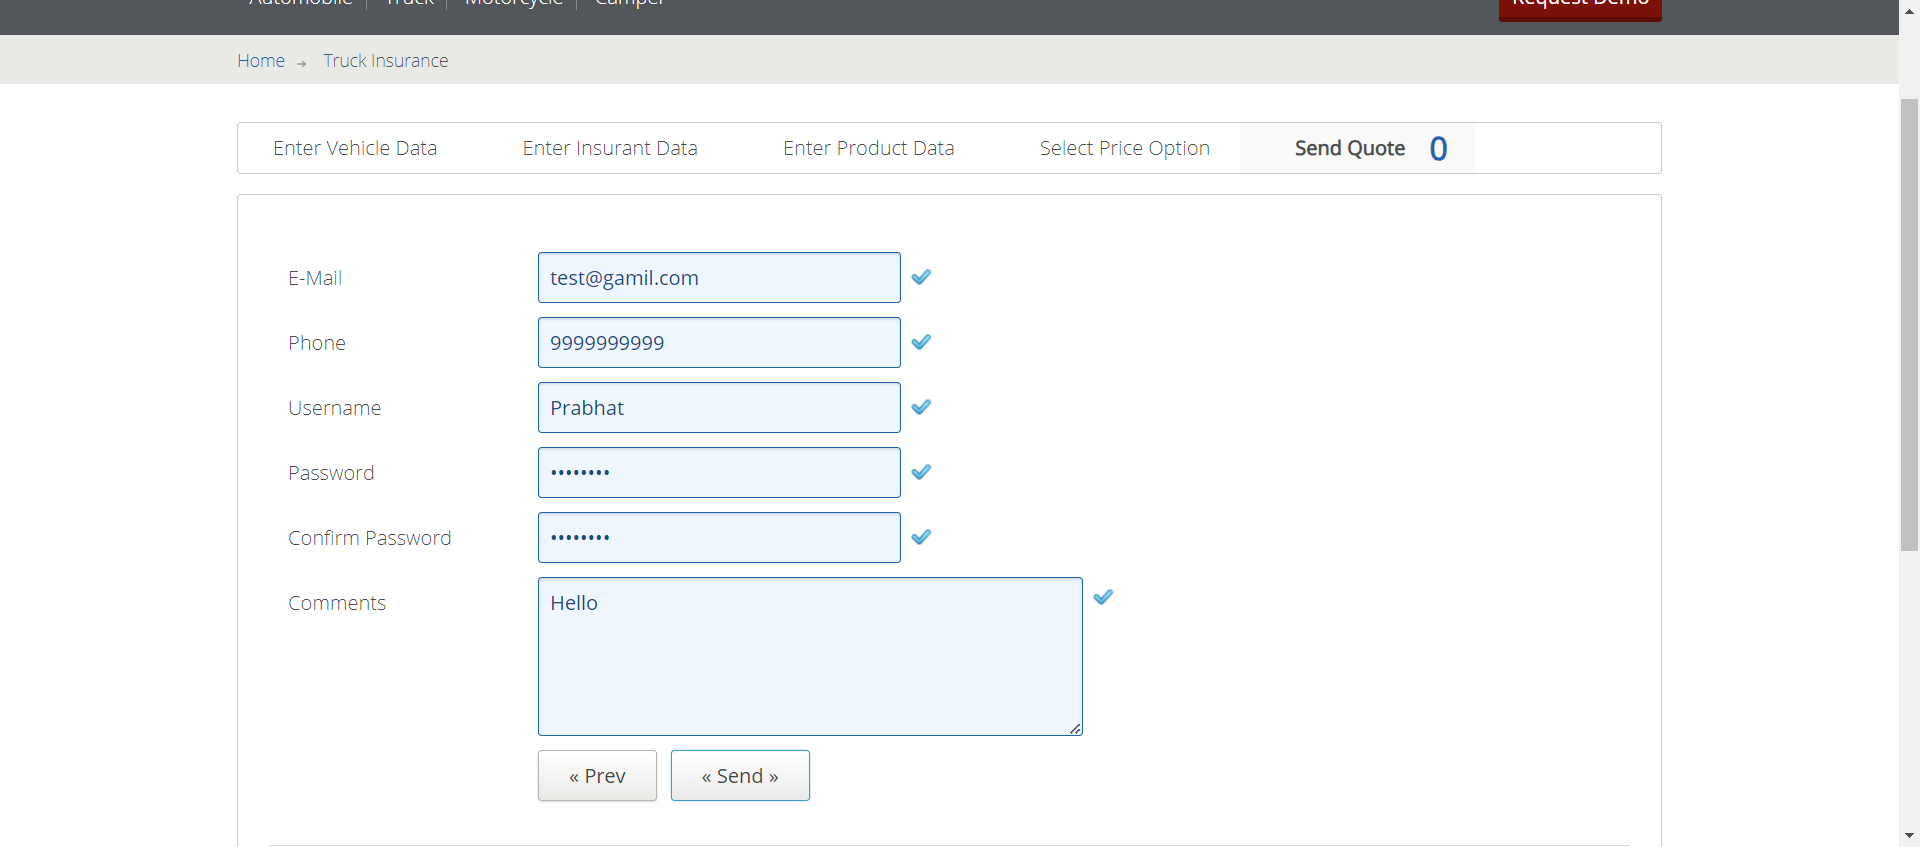 Automobile Truck Motorcycle Camper Request Demo
Home → Truck Insurance
Enter Vehicle Data Enter Insurant Data Enter Product Data Select Price Option Send Quote 0
E-Mail test@gamil.com
Phone 9999999999
Username Prabhat
Password ••••••••
Confirm Password ••••••••
Comments Hello
« Prev « Send »